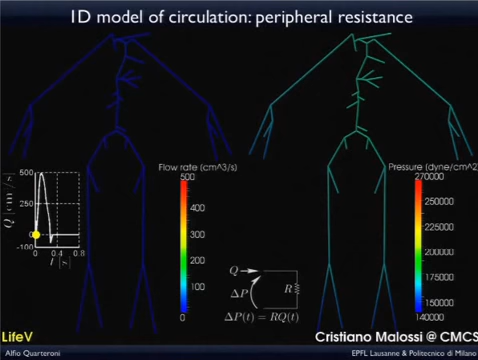 1D model of circulation: peripheral resistance
Flow rate (cm^3/s)
500
400
300
200
100
0
Pressure (dyne/cm^2)
270000
250000
225000
200000
175000
150000
140000
Q [cm³/s]
500
250
0
-100
0 0.4 0.8
t [s]
Q
ΔP
R
ΔP(t) = RQ(t)
LifeV
Cristiano Malossi @ CMCS
Alfio Quarteroni
EPFL Lausanne & Politecnico di Milano